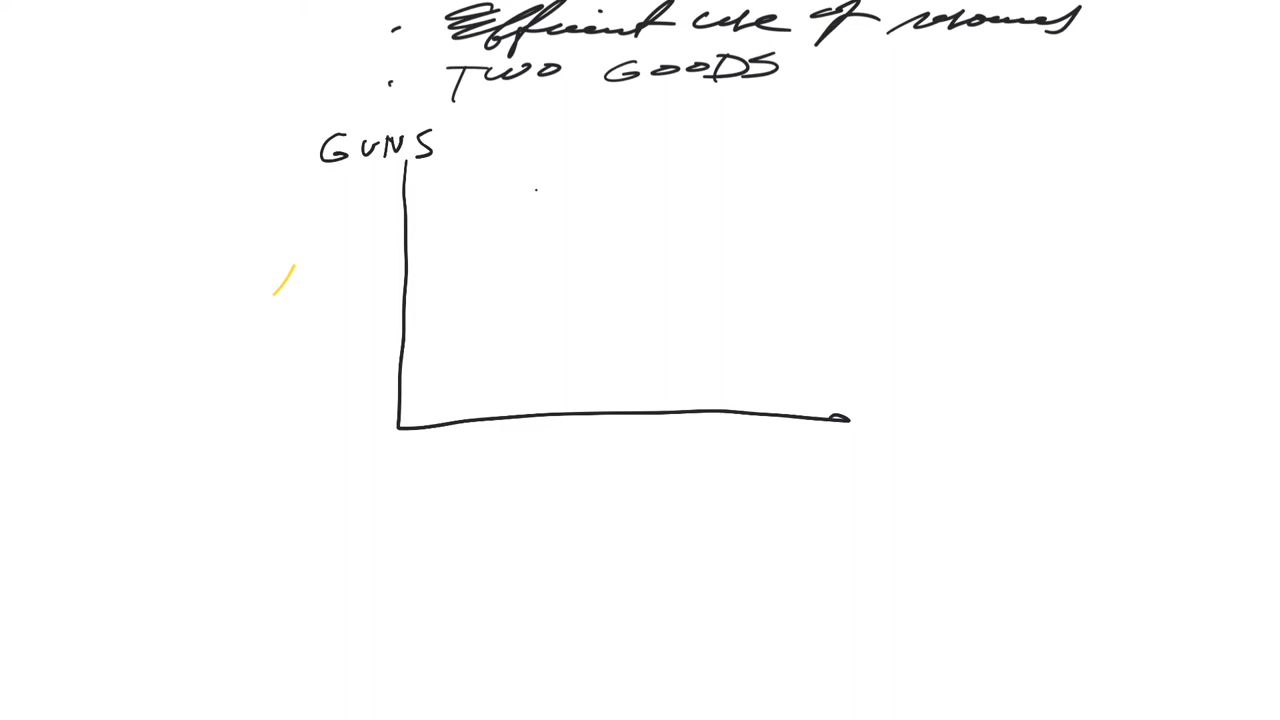 . Efficient use of resources
. TWO GOODS
GUNS